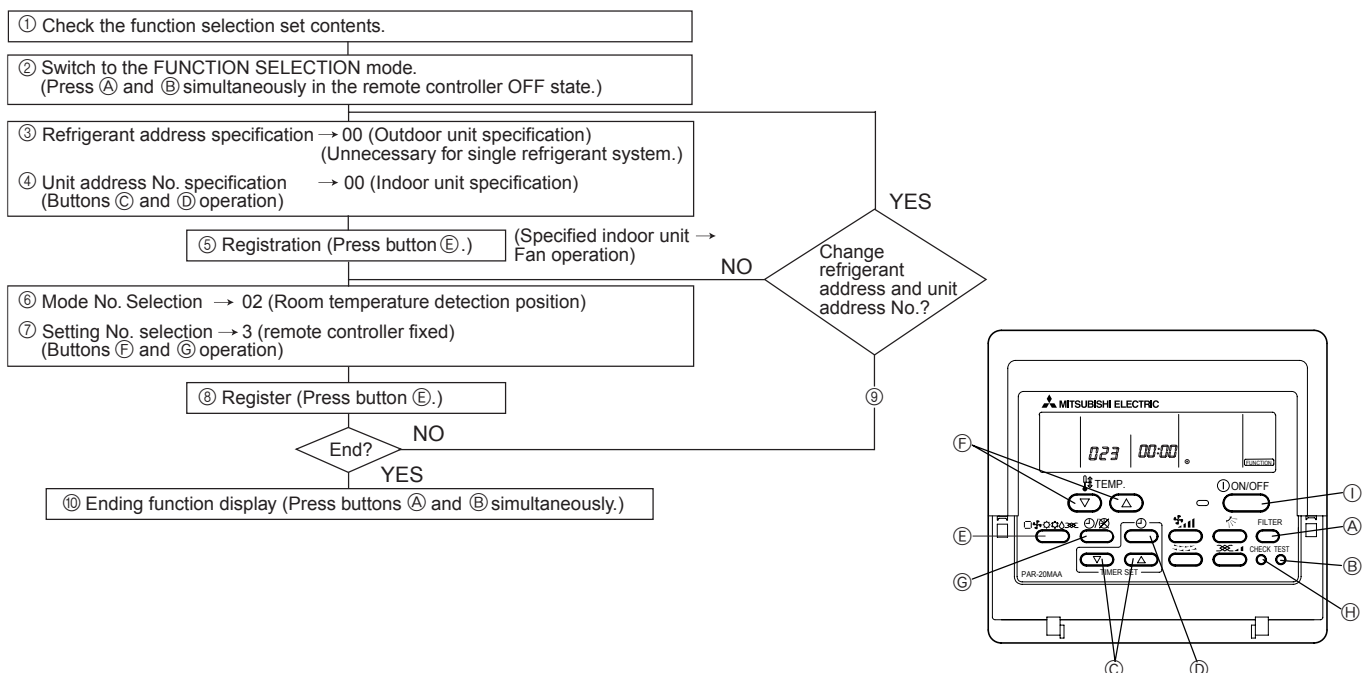 ① Check the function selection set contents.
② Switch to the FUNCTION SELECTION mode.
(Press Ⓐ and Ⓑ simultaneously in the remote controller OFF state.)
③ Refrigerant address specification → 00 (Outdoor unit specification)
(Unnecessary for single refrigerant system.)
④ Unit address No. specification → 00 (Indoor unit specification)
(Buttons Ⓒ and Ⓓ operation)
YES
⑤ Registration (Press button Ⓔ.)
(Specified indoor unit →
Fan operation)
NO
Change
refrigerant
address and unit
address No.?
⑥ Mode No. Selection → 02 (Room temperature detection position)
⑦ Setting No. selection → 3 (remote controller fixed)
(Buttons Ⓕ and Ⓖ operation)
⑧ Register (Press button Ⓔ.)
⑨
End?
NO
YES
⑩ Ending function display (Press buttons Ⓐ and Ⓑ simultaneously.)
MITSUBISHI ELECTRIC
023 00:00
FUNCTION
Ⓕ
TEMP.
ON/OFF
Ⓘ
FILTER
Ⓐ
Ⓔ
CHECK TEST
Ⓑ
TIMER SET
PAR-20MAA
Ⓖ
Ⓗ
Ⓒ
Ⓓ